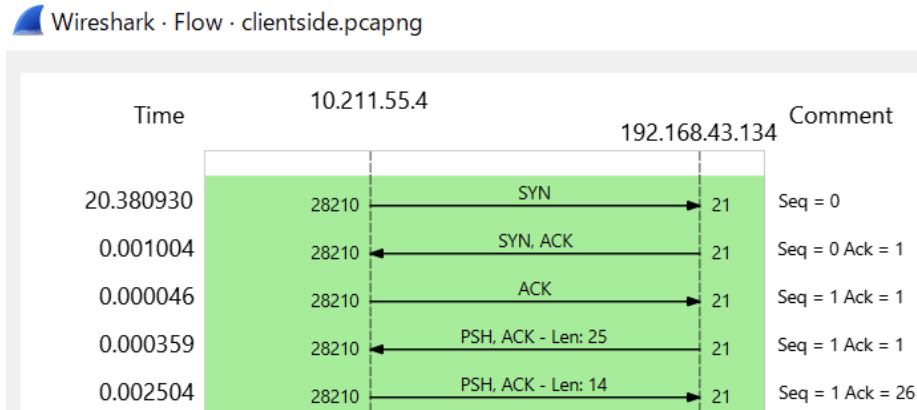 Wireshark · Flow · clientside.pcapng
Time 10.211.55.4 192.168.43.134 Comment
20.380930 28210 SYN 21 Seq = 0
0.001004 28210 SYN, ACK 21 Seq = 0 Ack = 1
0.000046 28210 ACK 21 Seq = 1 Ack = 1
0.000359 28210 PSH, ACK - Len: 25 21 Seq = 1 Ack = 1
0.002504 28210 PSH, ACK - Len: 14 21 Seq = 1 Ack = 26